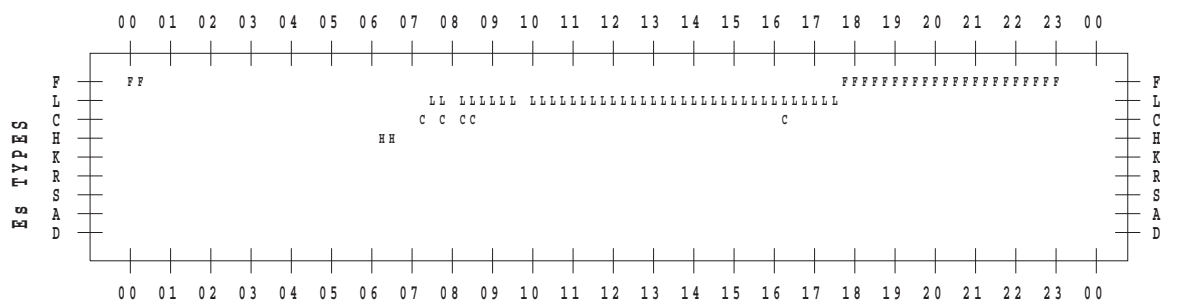 00 01 02 03 04 05 06 07 08 09 10 11 12 13 14 15 16 17 18 19 20 21 22 23 00
F FF FFFFFFFFFFFFFFFFFFFFFF F
L LL LLLLLL LLLLLLLLLLLLLLLLLLLLLLLLLLLLLLL L
C C C CC C C
H HH H
K K
R R
S S
A A
D D
Es TYPES
00 01 02 03 04 05 06 07 08 09 10 11 12 13 14 15 16 17 18 19 20 21 22 23 00